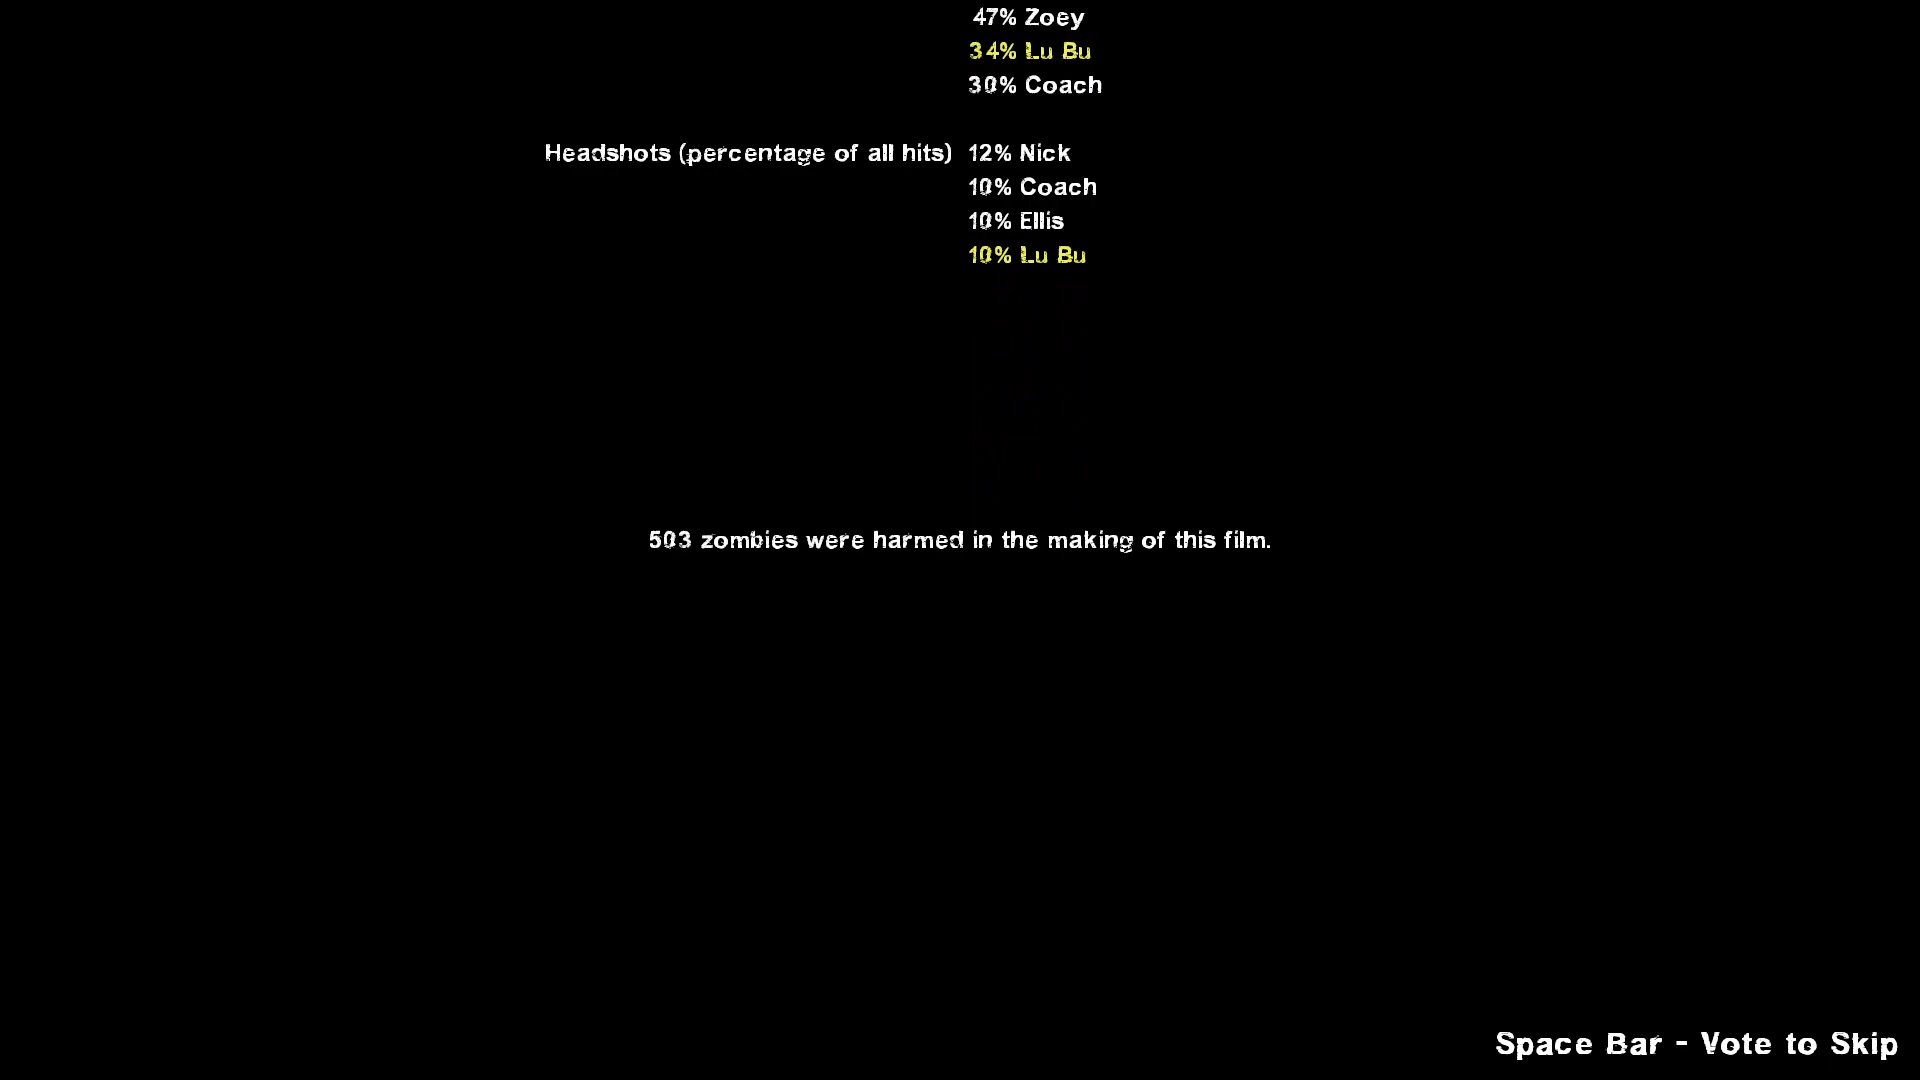 47% Zoey
34% Lu Bu
30% Coach
Headshots (percentage of all hits) 12% Nick
10% Coach
10% Ellis
10% Lu Bu
503 zombies were harmed in the making of this film.
Space Bar - Vote to Skip